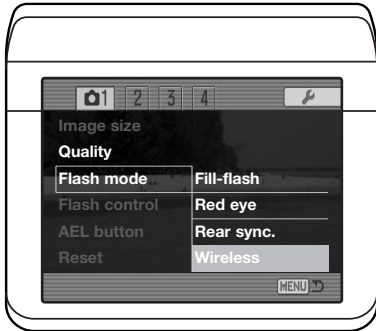 1 2 3 4
Image size
Quality
Flash mode Fill-flash
Flash control Red eye
AEL button Rear sync.
Reset Wireless
MENU